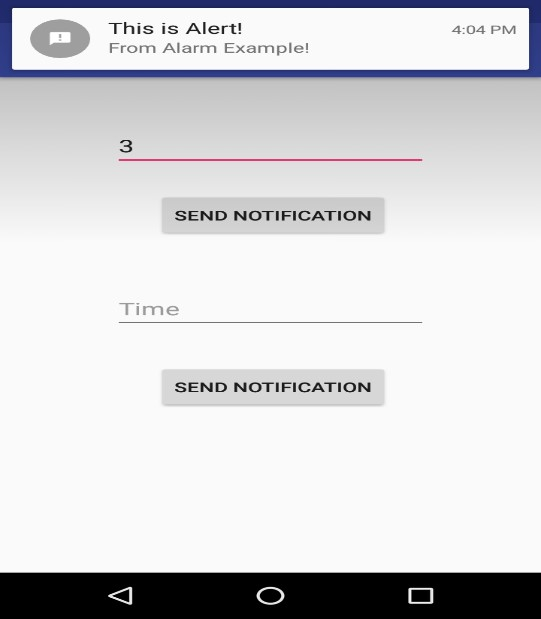 This is Alert!
4:04 PM
From Alarm Example!
3
SEND NOTIFICATION
Time
SEND NOTIFICATION